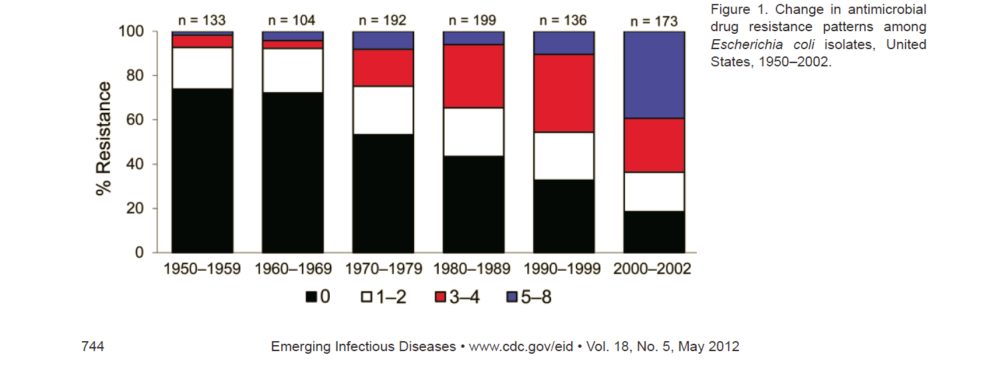 n = 133 n = 104 n = 192 n = 199 n = 136 n = 173
100
80
60
40
20
0
% Resistance
1950–1959 1960–1969 1970–1979 1980–1989 1990–1999 2000–2002
0 1–2 3–4 5–8
Figure 1. Change in antimicrobial
drug resistance patterns among
Escherichia coli isolates, United
States, 1950–2002.
744 Emerging Infectious Diseases • www.cdc.gov/eid • Vol. 18, No. 5, May 2012